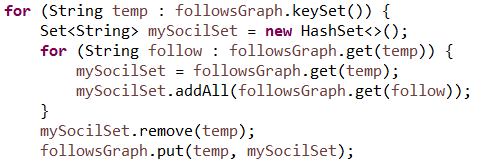 for (String temp : followsGraph.keySet()) {
    Set<String> mySocilSet = new HashSet<>();
    for (String follow : followsGraph.get(temp)) {
        mySocilSet = followsGraph.get(temp);
        mySocilSet.addAll(followsGraph.get(follow));
    }
    mySocilSet.remove(temp);
    followsGraph.put(temp, mySocilSet);